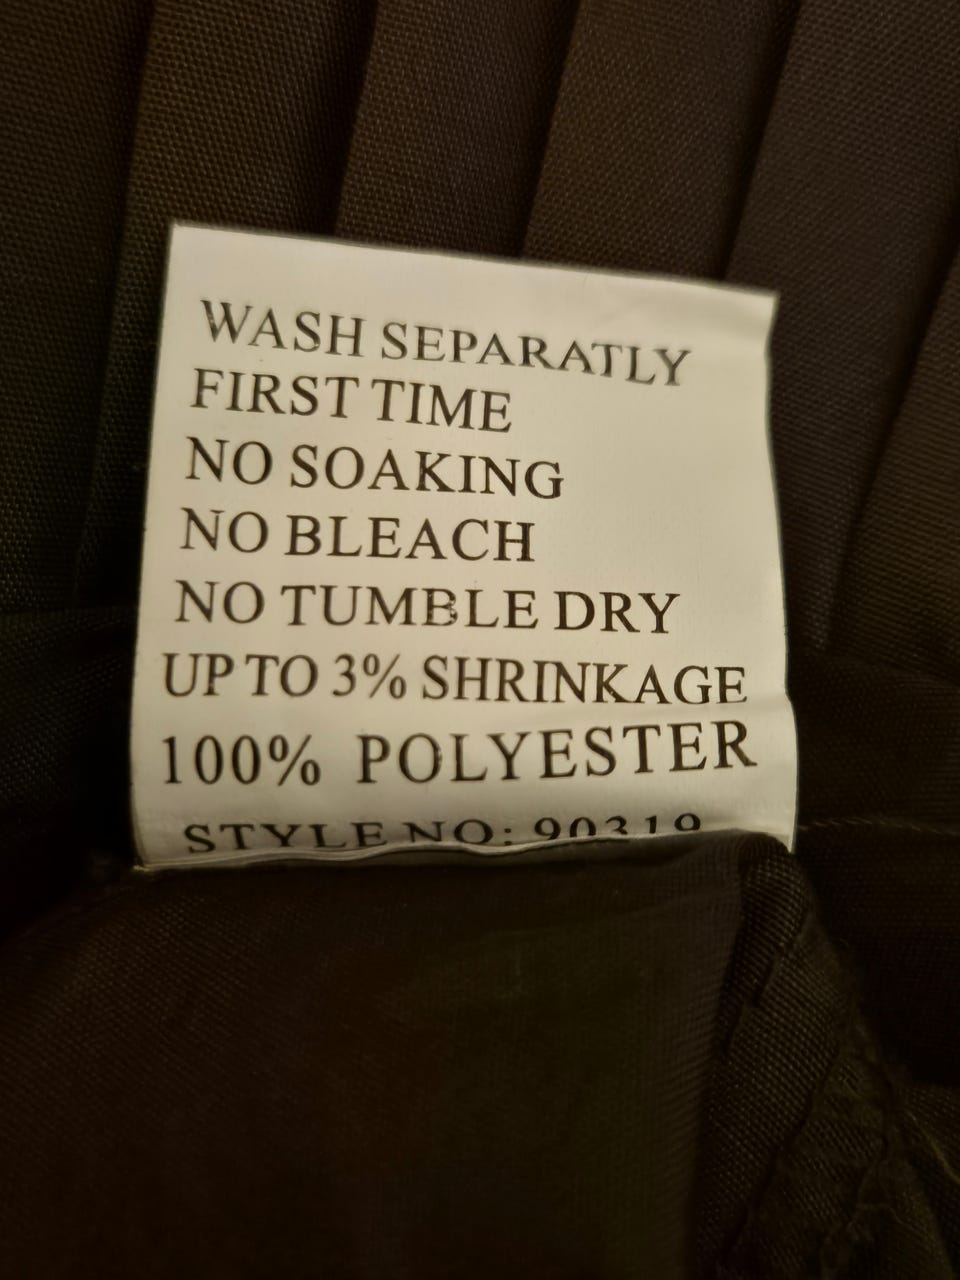 WASH SEPARATLY
FIRST TIME
NO SOAKING
NO BLEACH
NO TUMBLE DRY
UP TO 3% SHRINKAGE
100% POLYESTER
STYLE NO: 90319